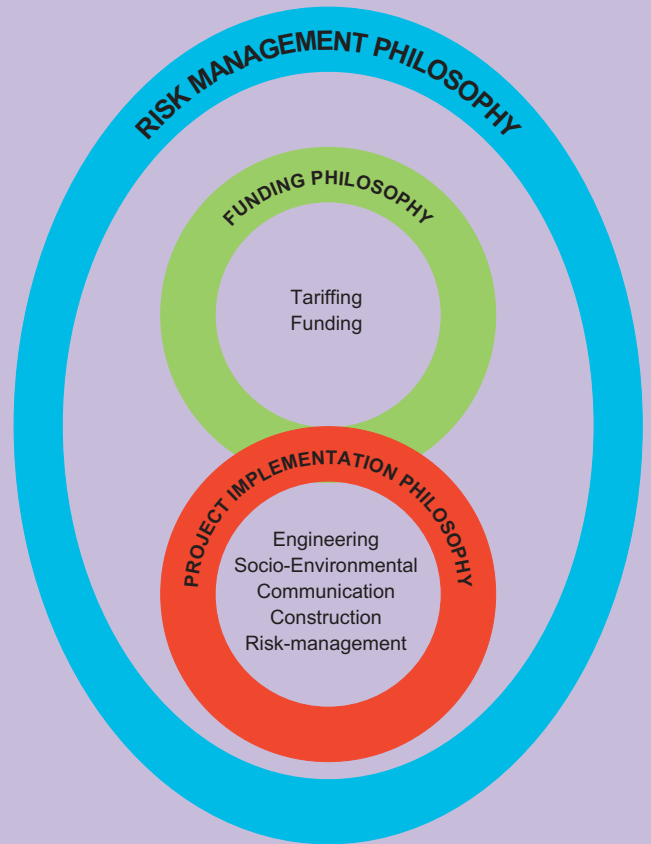 RISK MANAGEMENT PHILOSOPHY
FUNDING PHILOSOPHY
Tariffing
Funding
PROJECT IMPLEMENTATION PHILOSOPHY
Engineering
Socio-Environmental
Communication
Construction
Risk-management